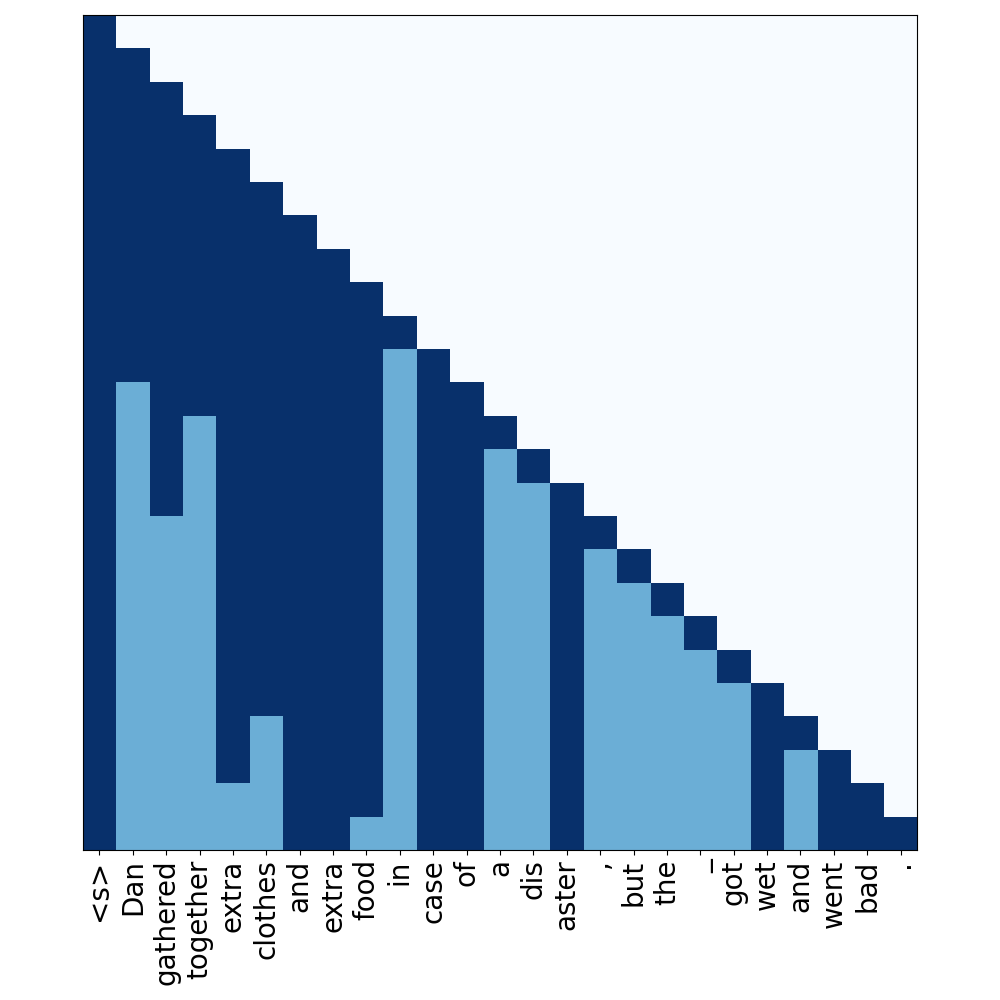 <s> Dan gathered together extra clothes and extra food in case of a dis aster , but the _ got wet and went bad .